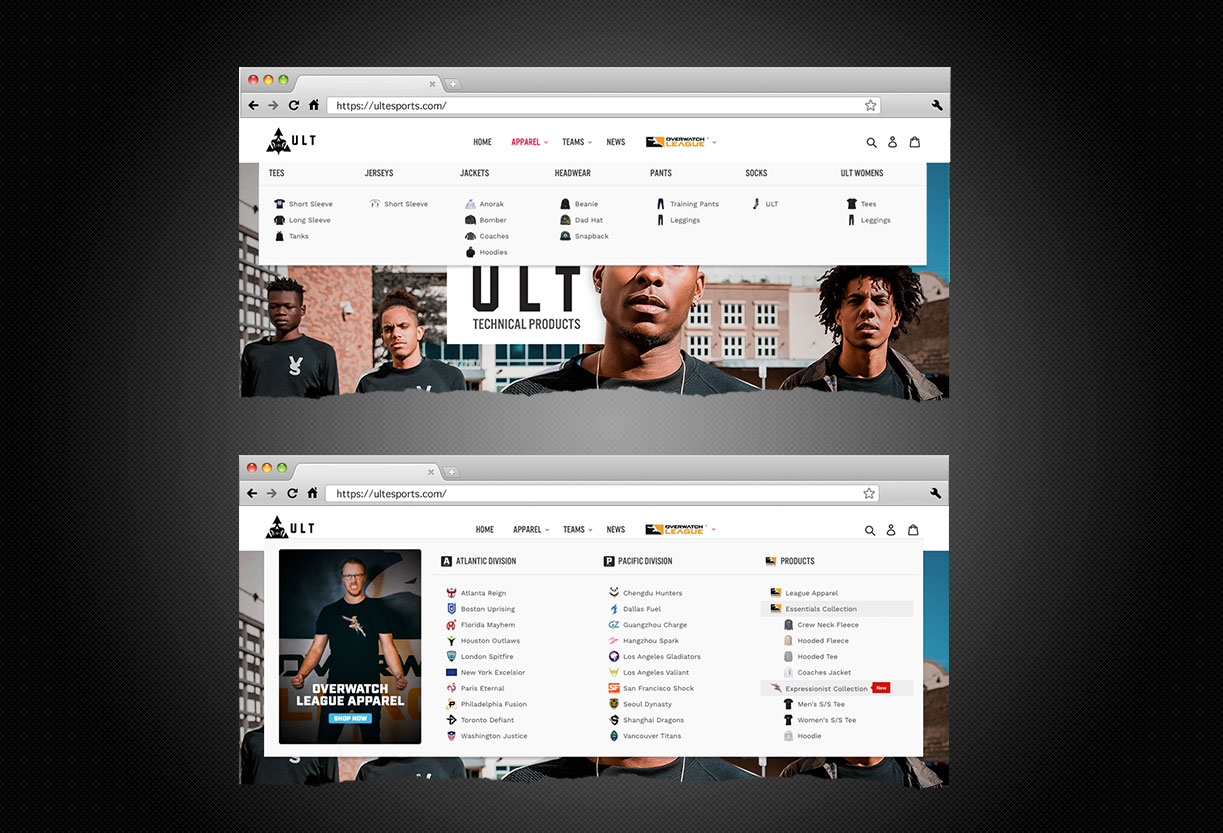 https://ultesports.com/
ULT
HOME APPAREL TEAMS NEWS OVERWATCH LEAGUE
TEES JERSEYS JACKETS HEADWEAR PANTS SOCKS ULT WOMENS
Short Sleeve Short Sleeve Anorak Beanie Training Pants ULT Tees
Long Sleeve Bomber Dad Hat Leggings Leggings
Tanks Coaches Snapback
Hoodies
ULT
TECHNICAL PRODUCTS
https://ultesports.com/
ULT
HOME APPAREL TEAMS NEWS OVERWATCH LEAGUE
OVERWATCH
LEAGUE APPAREL
SHOP NOW
A ATLANTIC DIVISION
Atlanta Reign
Boston Uprising
Florida Mayhem
Houston Outlaws
London Spitfire
New York Excelsior
Paris Eternal
Philadelphia Fusion
Toronto Defiant
Washington Justice
P PACIFIC DIVISION
Chengdu Hunters
Dallas Fuel
Guangzhou Charge
Hangzhou Spark
Los Angeles Gladiators
Los Angeles Valiant
SF San Francisco Shock
Seoul Dynasty
Shanghai Dragons
Vancouver Titans
PRODUCTS
League Apparel
Essentials Collection
Crew Neck Fleece
Hooded Fleece
Hooded Tee
Coaches Jacket
Expressionist Collection New
Men's S/S Tee
Women's S/S Tee
Hoodie